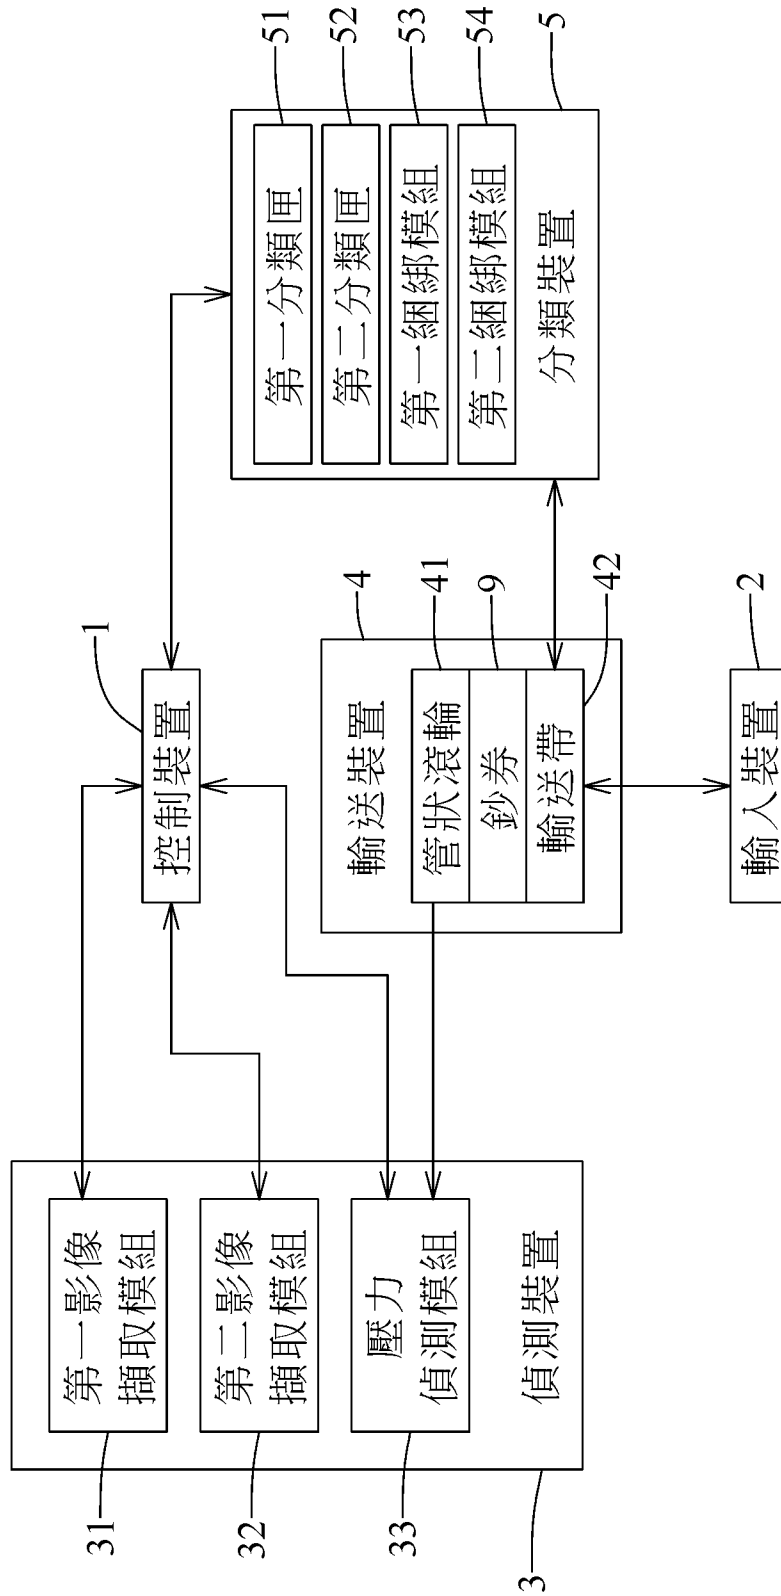 3
31
第一影像
擷取模組
32
第二影像
擷取模組
33
壓力
偵測模組
偵測裝置
1
控制裝置
4
輸送裝置
41
管狀滾輪
9
鈔券
42
輸送帶
2
輸入裝置
51
第一分類匣
52
第二分類匣
53
第一綑綁模組
54
第二綑綁模組
5
分類裝置